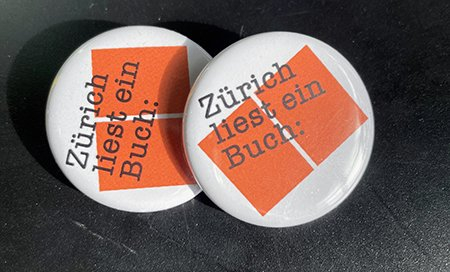 Zürich
liest ein
Buch:
Zürich
liest ein
Buch: